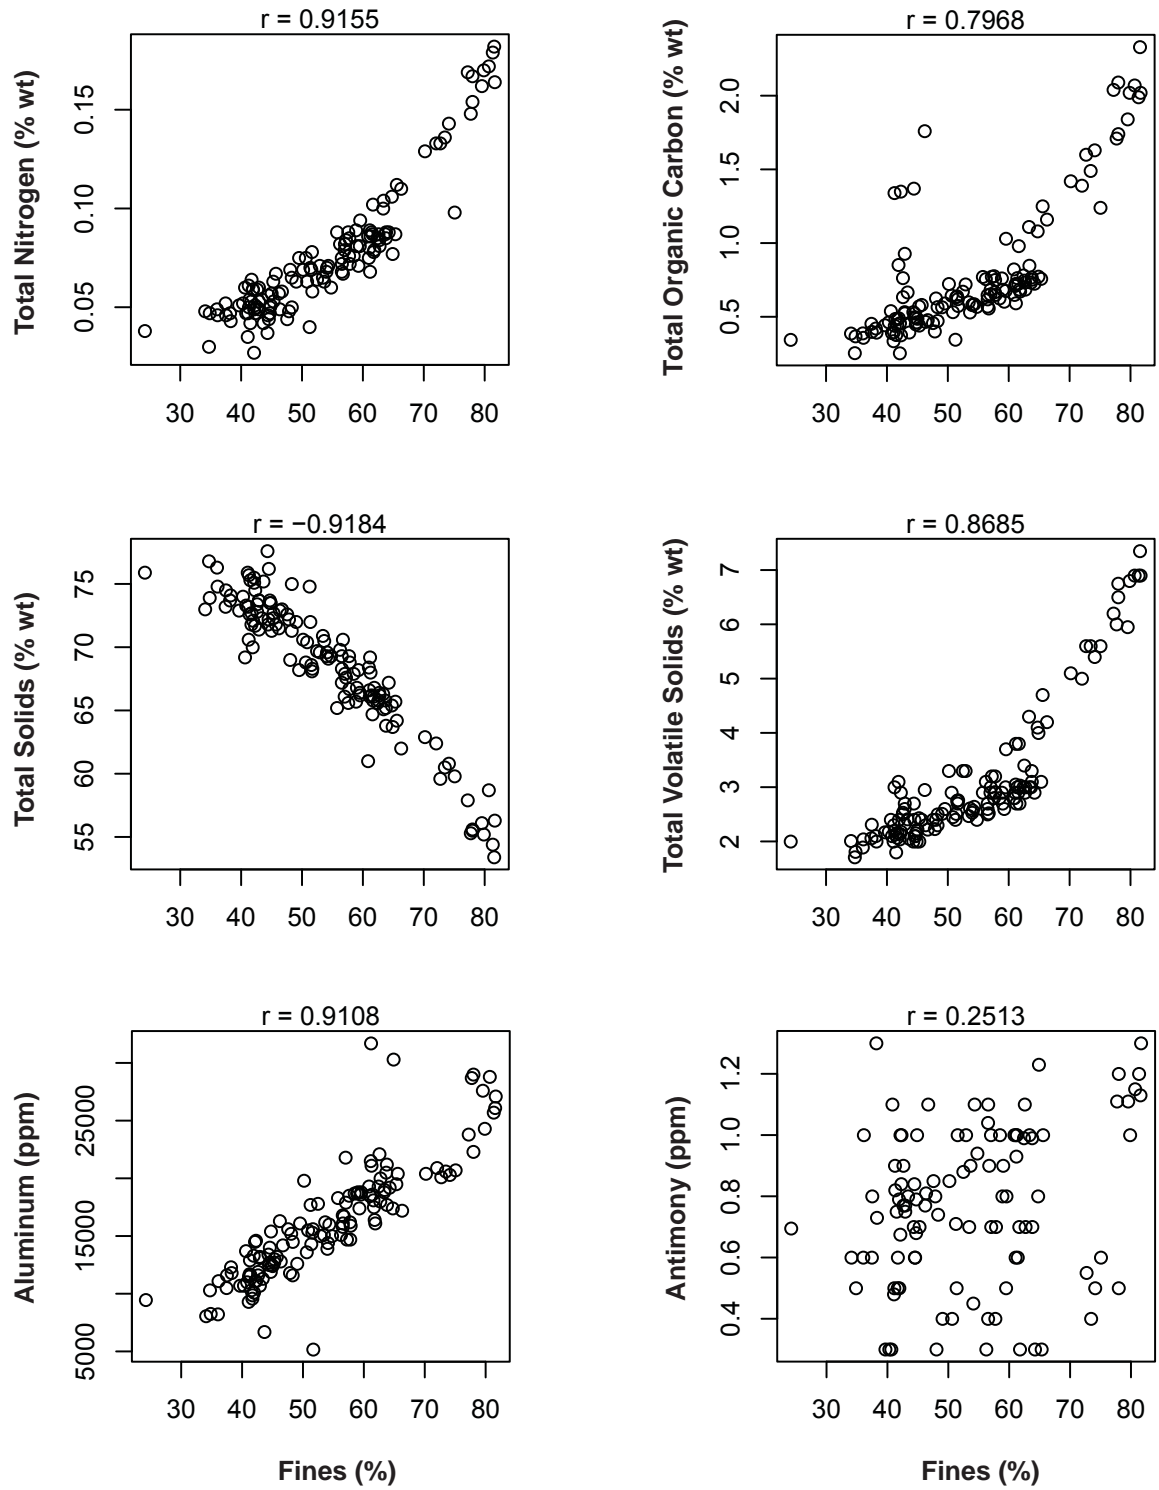 r = 0.9155
Total Nitrogen (% wt)
0.15
0.10
0.05
30 40 50 60 70 80
r = 0.7968
Total Organic Carbon (% wt)
2.0
1.5
1.0
0.5
30 40 50 60 70 80
r = −0.9184
Total Solids (% wt)
75
70
65
60
55
30 40 50 60 70 80
r = 0.8685
Total Volatile Solids (% wt)
7
6
5
4
3
2
30 40 50 60 70 80
r = 0.9108
Aluminum (ppm)
25000
15000
5000
30 40 50 60 70 80
Fines (%)
r = 0.2513
Antimony (ppm)
1.2
1.0
0.8
0.6
0.4
30 40 50 60 70 80
Fines (%)